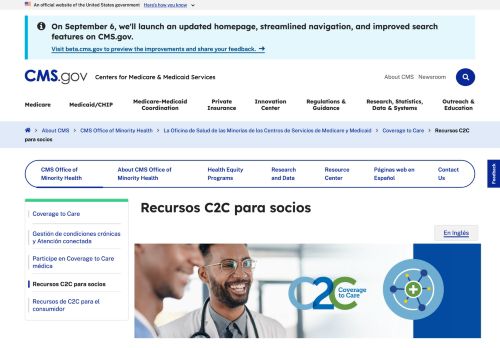 An official website of the United States government Here's how you know
On September 6, we'll launch an updated homepage, streamlined navigation, and improved search
features on CMS.gov.
Visit beta.cms.gov to preview the improvements and share your feedback.
CMS.gov Centers for Medicare & Medicaid Services
About CMS Newsroom
Medicare
Medicaid/CHIP
Medicare-Medicaid
Coordination
Private
Insurance
Innovation
Center
Regulations &
Guidance
Research, Statistics,
Data & Systems
Outreach &
Education
About CMS
CMS Office of Minority Health
La Oficina de Salud de las Minorías de los Centros de Servicios de Medicare y Medicaid
Coverage to Care
Recursos C2C
para socios
CMS Office of
Minority Health
About CMS Office of
Minority Health
Health Equity
Programs
Research
and Data
Resource
Center
Páginas web en
Español
Contact
Us
Feedback
Coverage to Care
Gestión de condiciones crónicas
y Atención conectada
Participe en Coverage to Care
médica
Recursos C2C para socios
Recursos de C2C para el
consumidor
Recursos C2C para socios
En Inglés
C2C Coverage
to Care